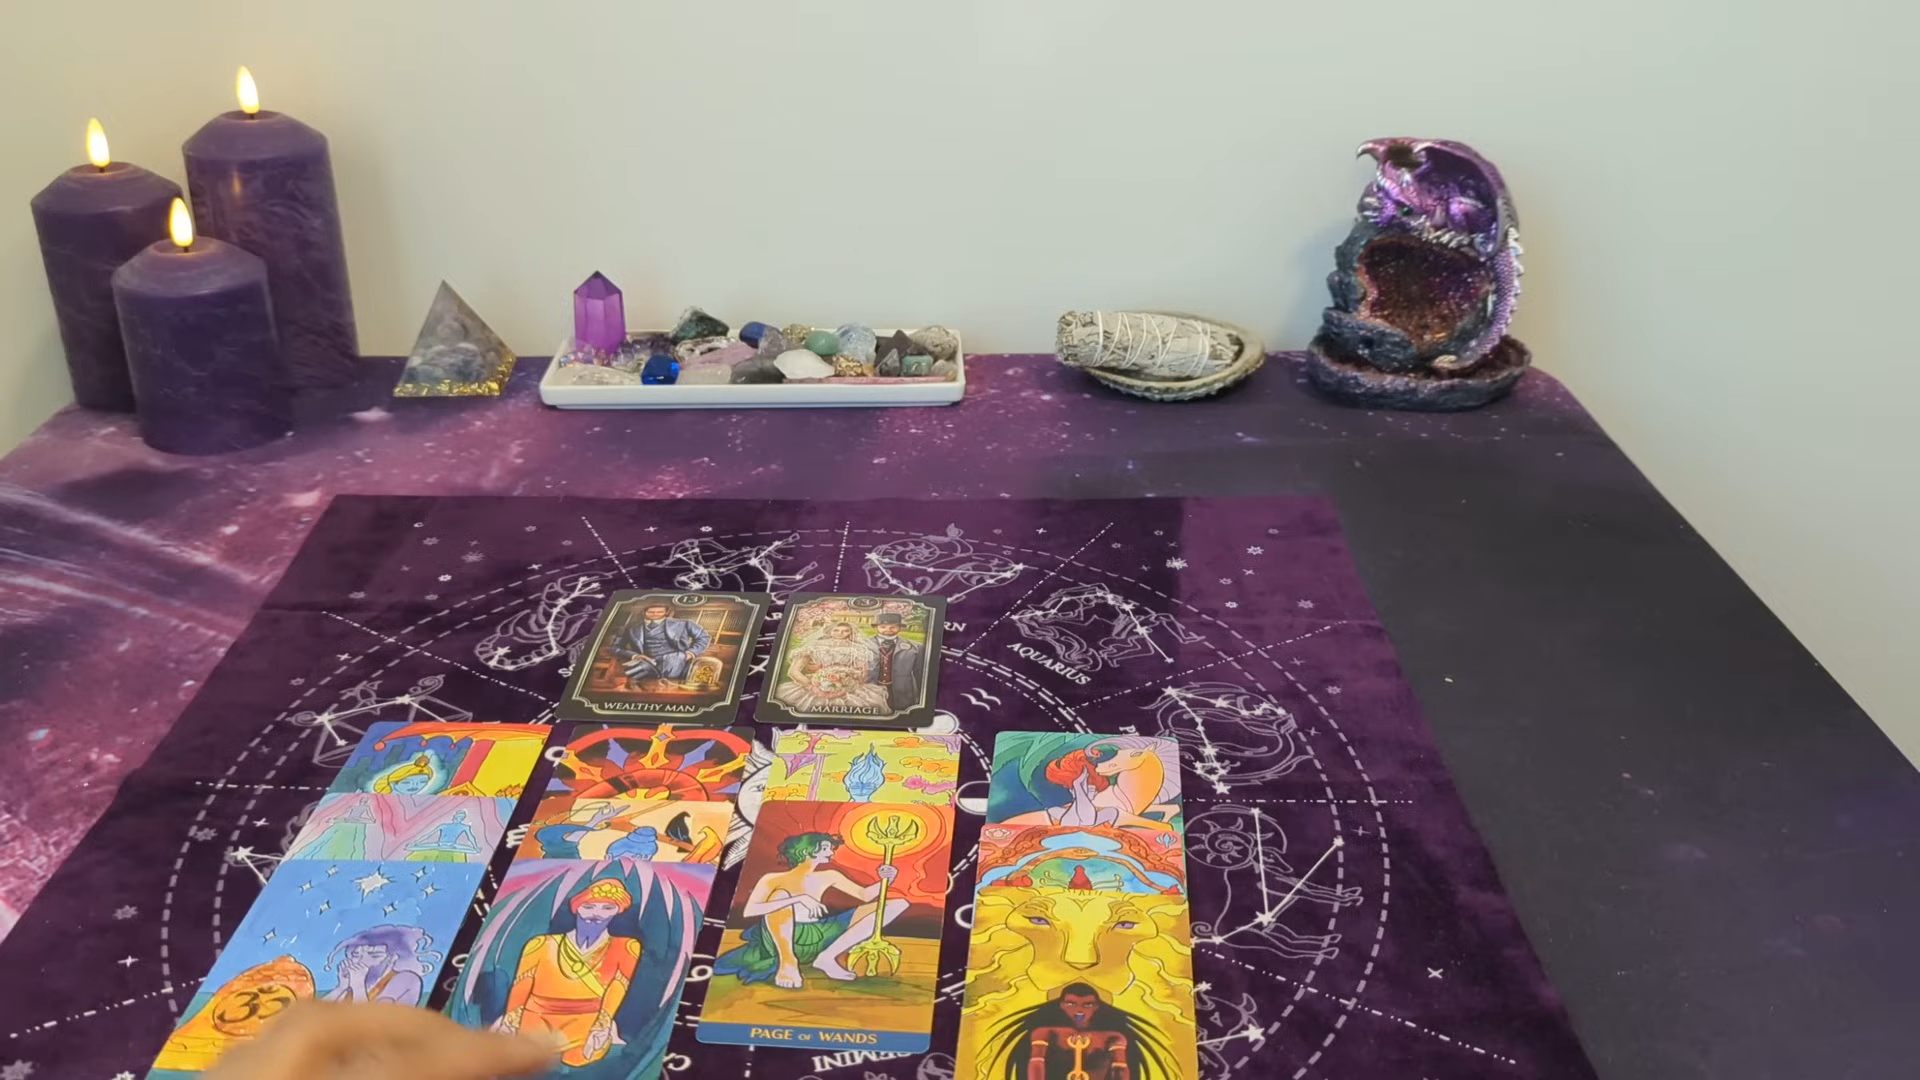 13
3
WEALTHY MAN
MARRIAGE
AQUARIUS
ॐ
PAGE OF WANDS
GEMINI